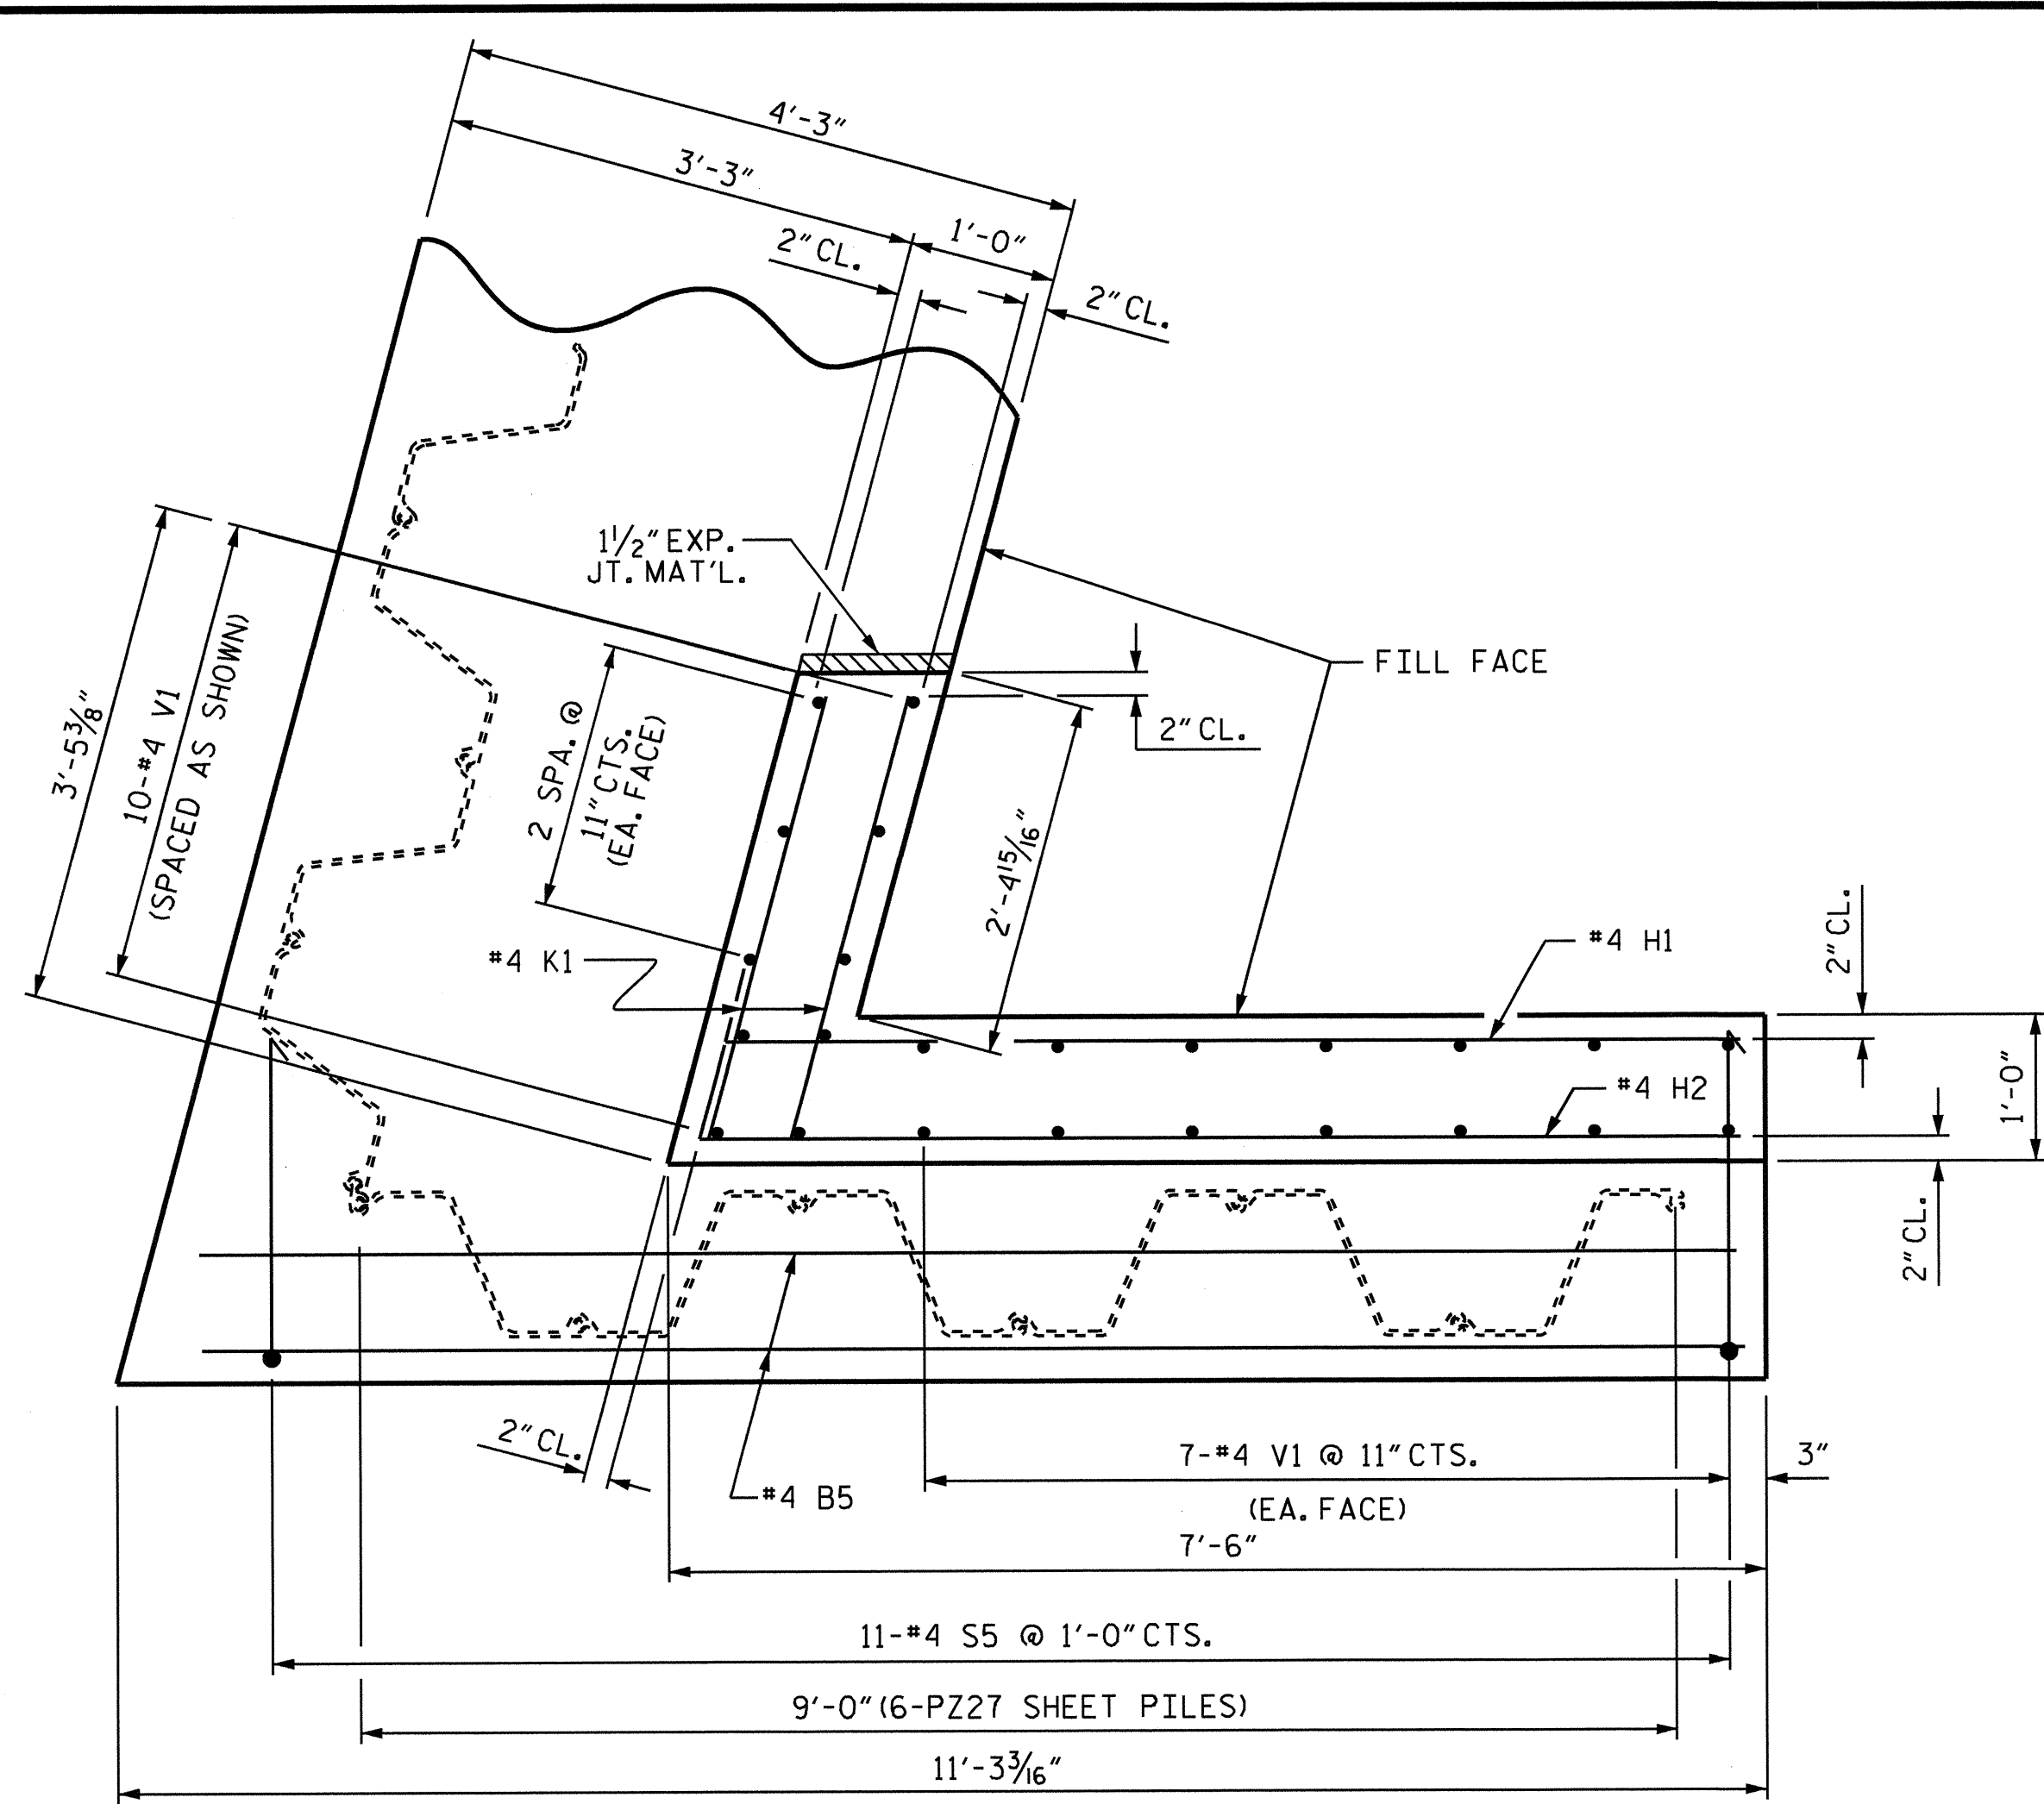 4'-3"
3'-3"
1'-0"
2" CL.
2" CL.
1½" EXP.
JT. MAT'L.
FILL FACE
2" CL.
3'-5⅜"
10-#4 V1
(SPACED AS SHOWN)
2 SPA. @
11" CTS.
(EA. FACE)
2'-4 15/16"
#4 K1
#4 H1
2" CL.
#4 H2
1'-0"
2" CL.
2" CL.
#4 B5
7-#4 V1 @ 11" CTS.
(EA. FACE)
3"
7'-6"
11-#4 S5 @ 1'-0" CTS.
9'-0" (6-PZ27 SHEET PILES)
11'-3 3/16"